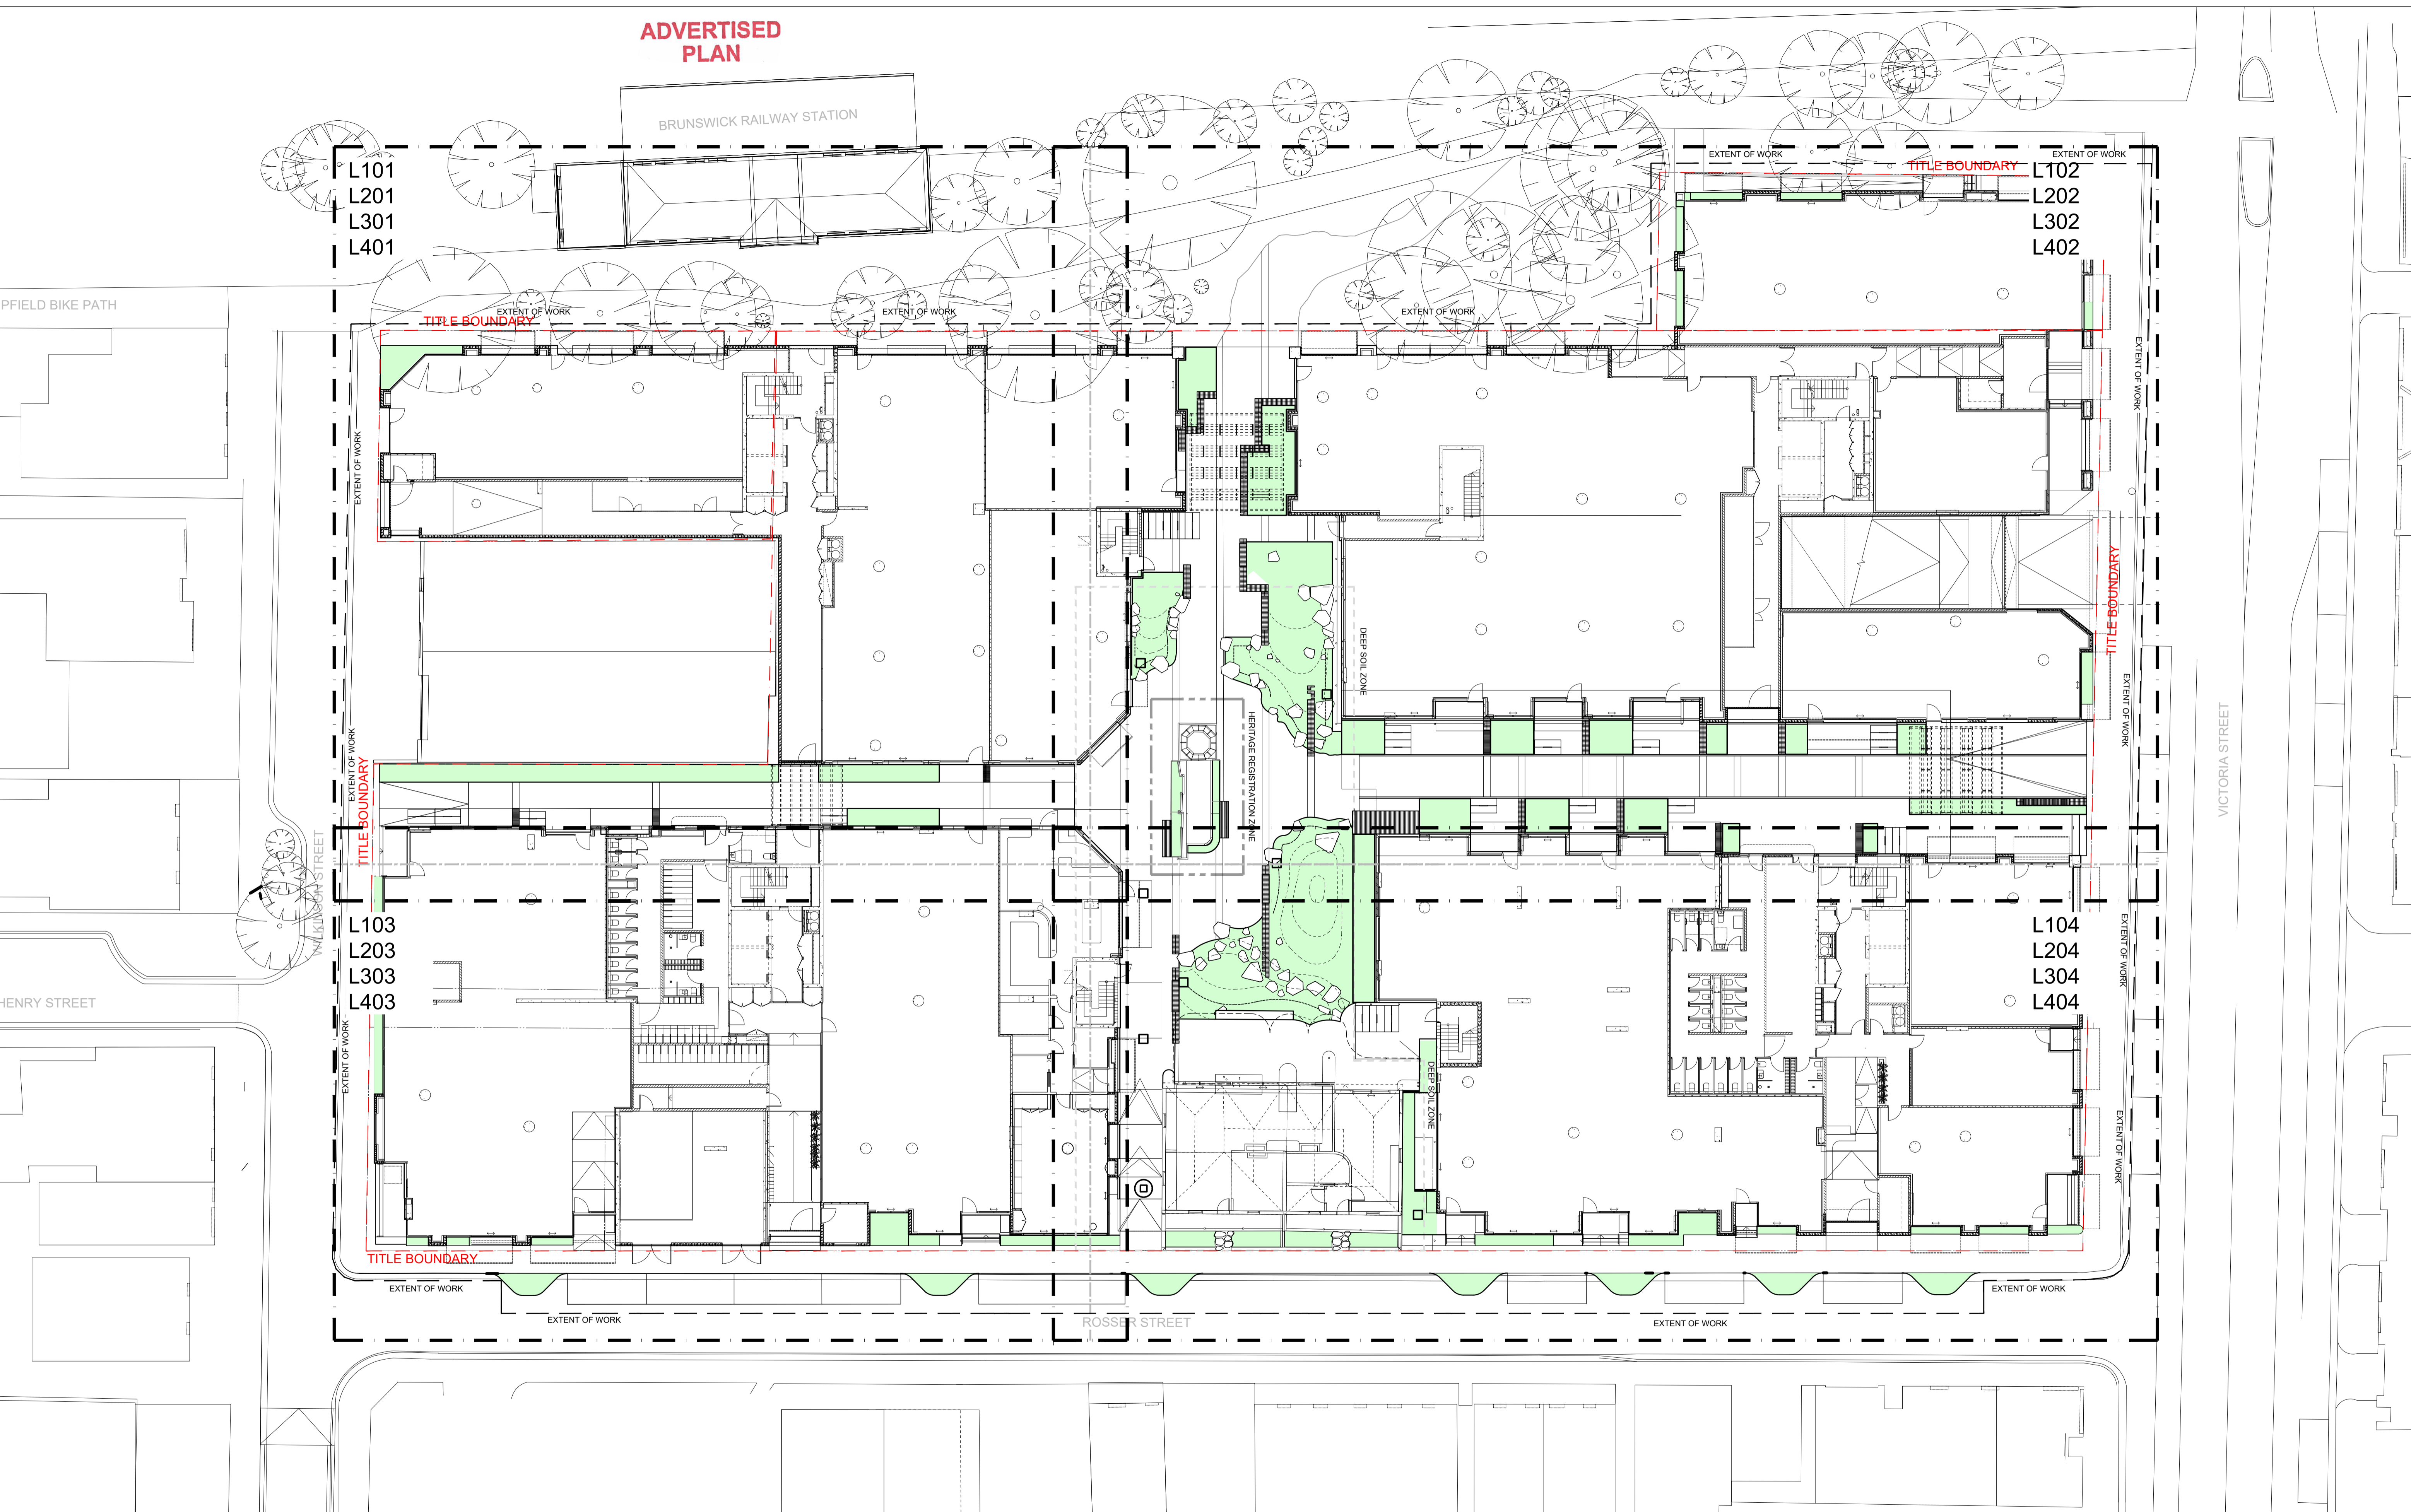 ADVERTISED
PLAN
BRUNSWICK RAILWAY STATION
EXTENT OF WORK
EXTENT OF WORK
TITLE BOUNDARY
L101
L201
L301
L401
L102
L202
L302
L402
PFIELD BIKE PATH
EXTENT OF WORK
TITLE BOUNDARY
EXTENT OF WORK
EXTENT OF WORK
EXTENT OF WORK
EXTENT OF WORK
TITLE BOUNDARY
DEEP SOIL ZONE
HERITAGE REGISTRATION ZONE
EXTENT OF WORK
VICTORIA STREET
EXTENT OF WORK
TITLE BOUNDARY
WILKINSON STREET
L103
L203
L303
L403
L104
L204
L304
L404
EXTENT OF WORK
HENRY STREET
EXTENT OF WORK
DEEP SOIL ZONE
EXTENT OF WORK
TITLE BOUNDARY
EXTENT OF WORK
EXTENT OF WORK
EXTENT OF WORK
ROSSER STREET
EXTENT OF WORK